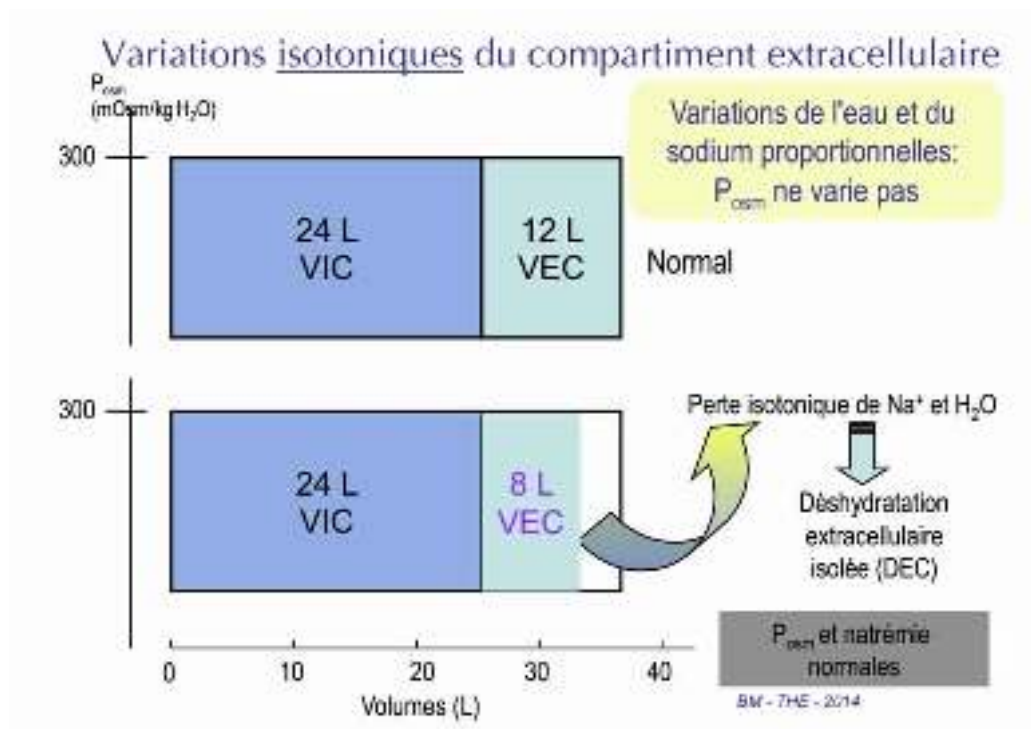 Variations isotoniques du compartiment extracellulaire
Posm
(mOsm/kg H₂O)
Variations de l'eau et du
sodium proportionnelles:
Posm ne varie pas
300
24 L
VIC
12 L
VEC
Normal
300
24 L
VIC
8 L
VEC
Perte isotonique de Na⁺ et H₂O
Déshydratation
extracellulaire
isolée (DEC)
Posm et natrémie
normales
0 10 20 30 40
Volumes (L)
BM - THE - 2014